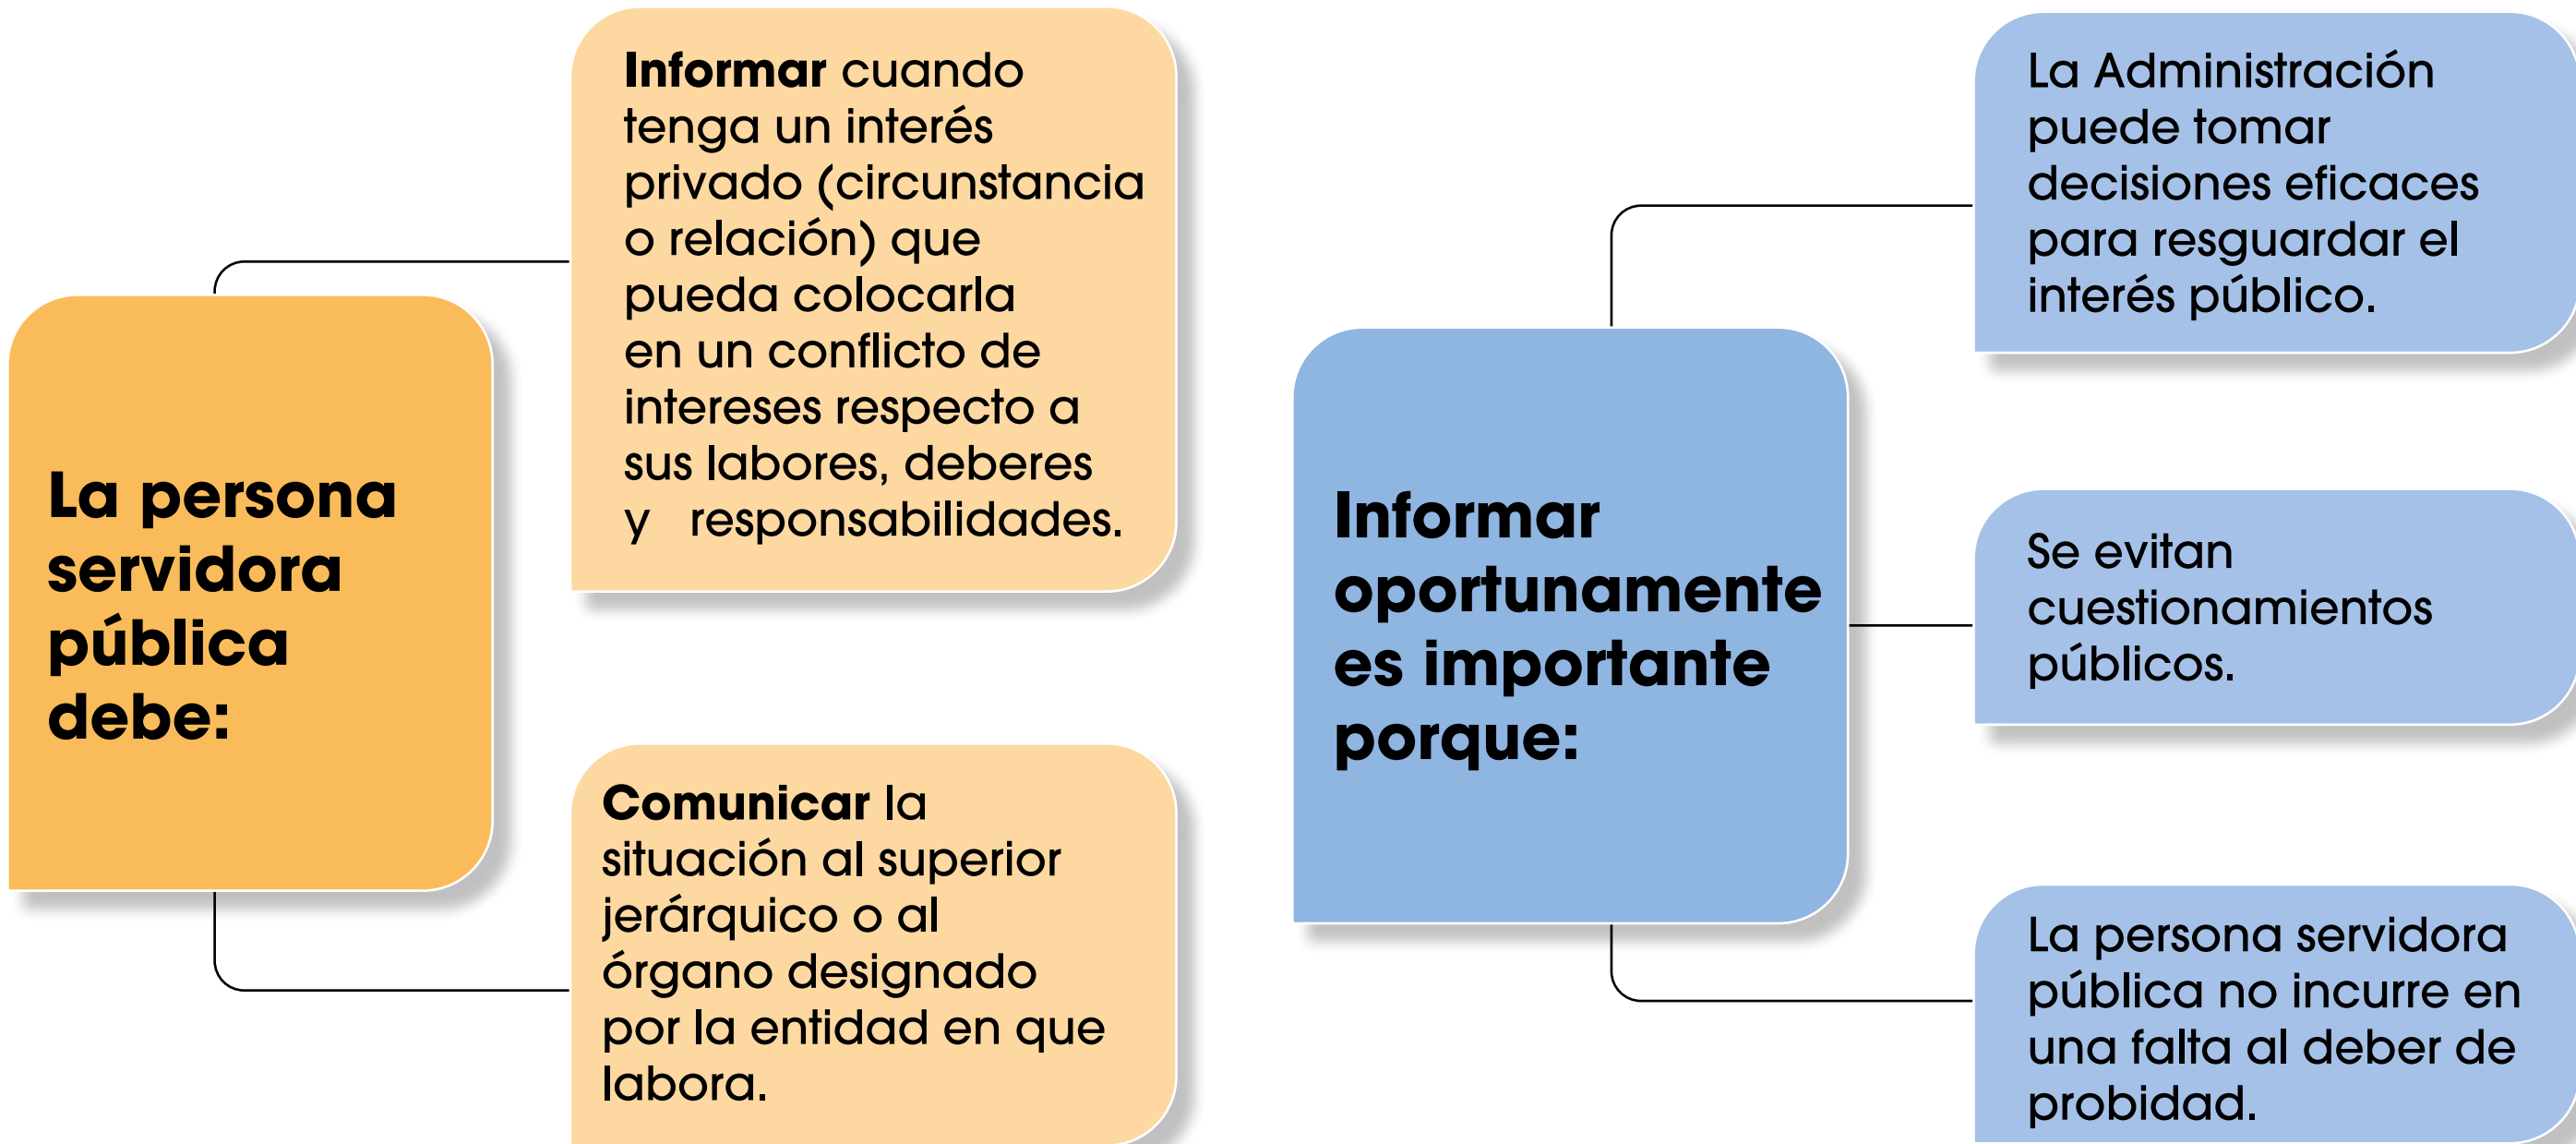 La persona
servidora
pública
debe:
Informar cuando
tenga un interés
privado (circunstancia
o relación) que
pueda colocarla
en un conflicto de
intereses respecto a
sus labores, deberes
y responsabilidades.
Comunicar la
situación al superior
jerárquico o al
órgano designado
por la entidad en que
labora.
Informar
oportunamente
es importante
porque:
La Administración
puede tomar
decisiones eficaces
para resguardar el
interés público.
Se evitan
cuestionamientos
públicos.
La persona servidora
pública no incurre en
una falta al deber de
probidad.